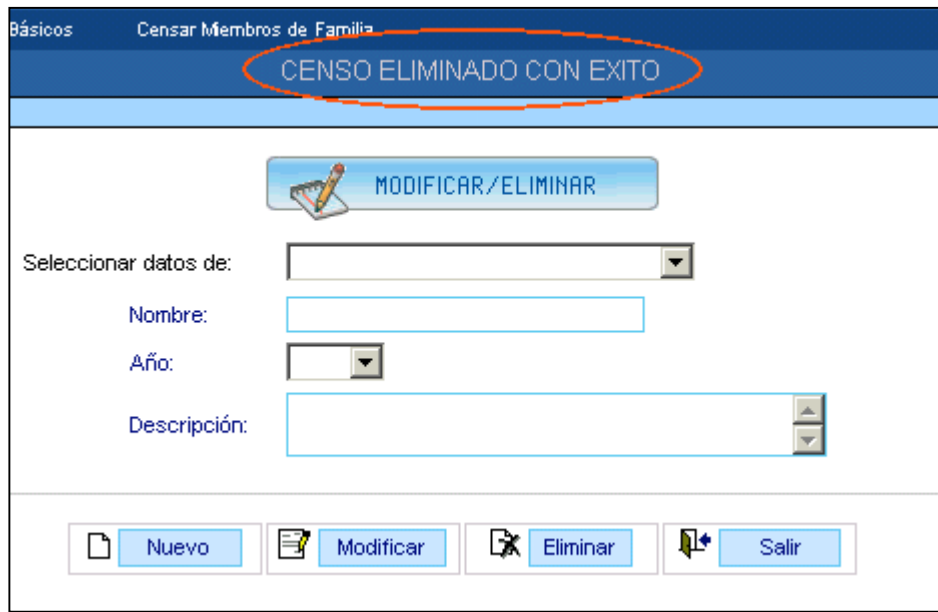 Básicos Censar Miembros de Familia
CENSO ELIMINADO CON EXITO
MODIFICAR/ELIMINAR
Seleccionar datos de:
Nombre:
Año:
Descripción:
Nuevo Modificar Eliminar Salir